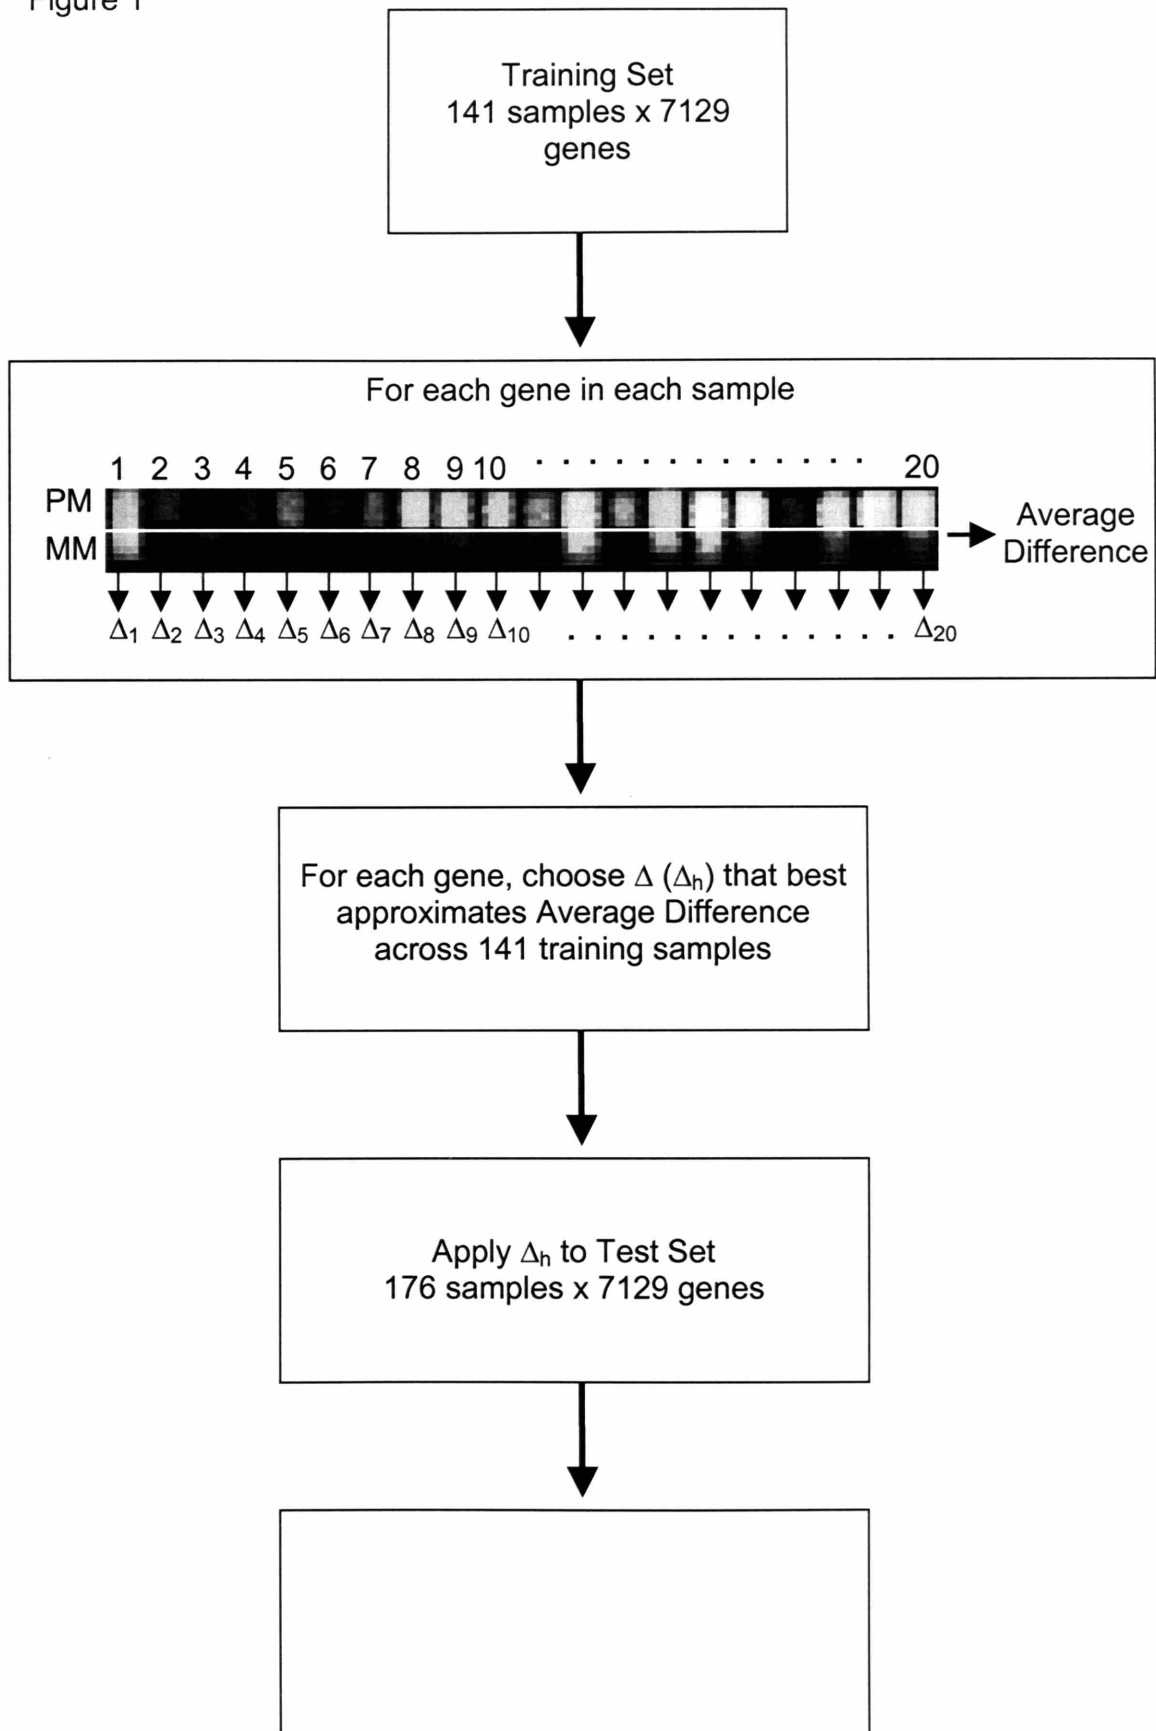 Figure 1
Training Set
141 samples x 7129
genes
For each gene in each sample
1 2 3 4 5 6 7 8 9 10 . . . . . . . . . . . . . 20
PM
MM
Average
Difference
Δ1 Δ2 Δ3 Δ4 Δ5 Δ6 Δ7 Δ8 Δ9 Δ10 . . . . . . . . . . . . . Δ20
For each gene, choose Δ (Δh) that best
approximates Average Difference
across 141 training samples
Apply Δh to Test Set
176 samples x 7129 genes